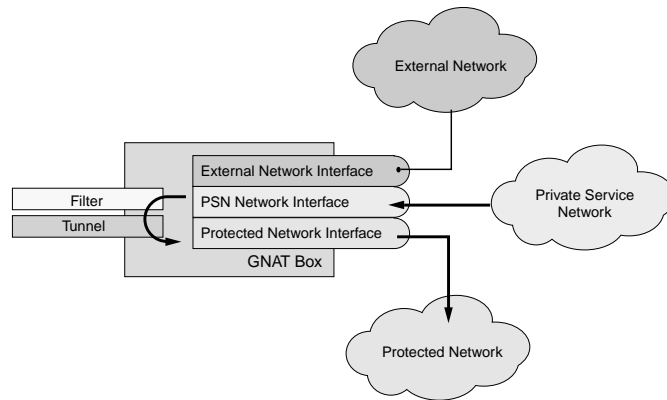 External Network
External Network Interface
Filter
PSN Network Interface
Private Service
Network
Tunnel
Protected Network Interface
GNAT Box
Protected Network